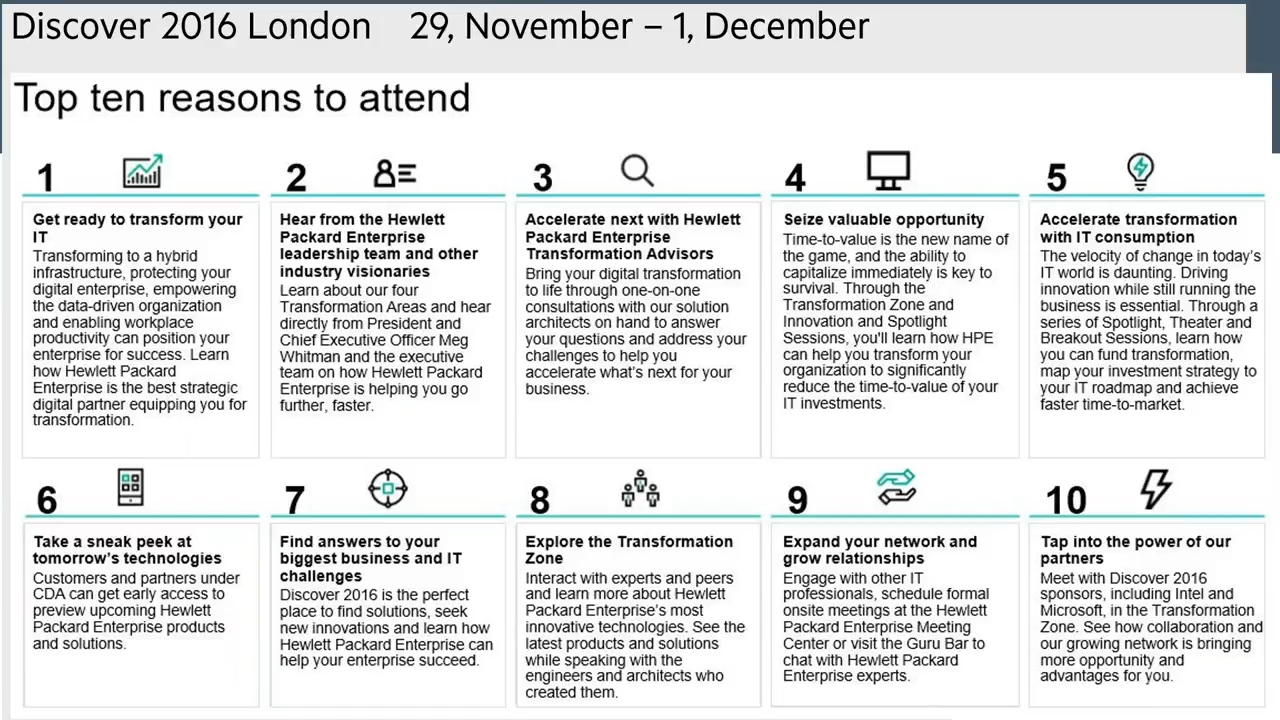 Discover 2016 London 29, November – 1, December
Top ten reasons to attend
1
Get ready to transform your
IT
Transforming to a hybrid
infrastructure, protecting your
digital enterprise, empowering
the data-driven organization
and enabling workplace
productivity can position your
enterprise for success. Learn
how Hewlett Packard
Enterprise is the best strategic
digital partner equipping you for
transformation.
2
Hear from the Hewlett
Packard Enterprise
leadership team and other
industry visionaries
Learn about our four
Transformation Areas and hear
directly from President and
Chief Executive Officer Meg
Whitman and the executive
team on how Hewlett Packard
Enterprise is helping you go
further, faster.
3
Accelerate next with Hewlett
Packard Enterprise
Transformation Advisors
Bring your digital transformation
to life through one-on-one
consultations with our solution
architects on hand to answer
your questions and address your
challenges to help you
accelerate what's next for your
business.
4
Seize valuable opportunity
Time-to-value is the new name of
the game, and the ability to
capitalize immediately is key to
survival. Through the
Transformation Zone and
Innovation and Spotlight
Sessions, you'll learn how HPE
can help you transform your
organization to significantly
reduce the time-to-value of your
IT investments.
5
Accelerate transformation
with IT consumption
The velocity of change in today's
IT world is daunting. Driving
innovation while still running the
business is essential. Through a
series of Spotlight, Theater and
Breakout Sessions, learn how
you can fund transformation,
map your investment strategy to
your IT roadmap and achieve
faster time-to-market.
6
Take a sneak peek at
tomorrow's technologies
Customers and partners under
CDA can get early access to
preview upcoming Hewlett
Packard Enterprise products
and solutions.
7
Find answers to your
biggest business and IT
challenges
Discover 2016 is the perfect
place to find solutions, seek
new innovations and learn how
Hewlett Packard Enterprise can
help your enterprise succeed.
8
Explore the Transformation
Zone
Interact with experts and peers
and learn more about Hewlett
Packard Enterprise's most
innovative technologies. See the
latest products and solutions
while speaking with the
engineers and architects who
created them.
9
Expand your network and
grow relationships
Engage with other IT
professionals, schedule formal
onsite meetings at the Hewlett
Packard Enterprise Meeting
Center or visit the Guru Bar to
chat with Hewlett Packard
Enterprise experts.
10
Tap into the power of our
partners
Meet with Discover 2016
sponsors, including Intel and
Microsoft, in the Transformation
Zone. See how collaboration and
our growing network is bringing
more opportunity and
advantages for you.